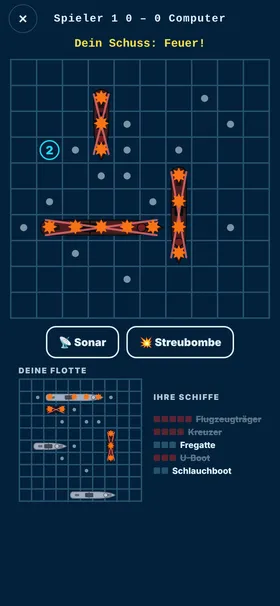 × Spieler 1 0 – 0 Computer
Dein Schuss: Feuer!
2
Sonar Streubombe
DEINE FLOTTE
IHRE SCHIFFE
Flugzeugträger
Kreuzer
Fregatte
U-Boot
Schlauchboot